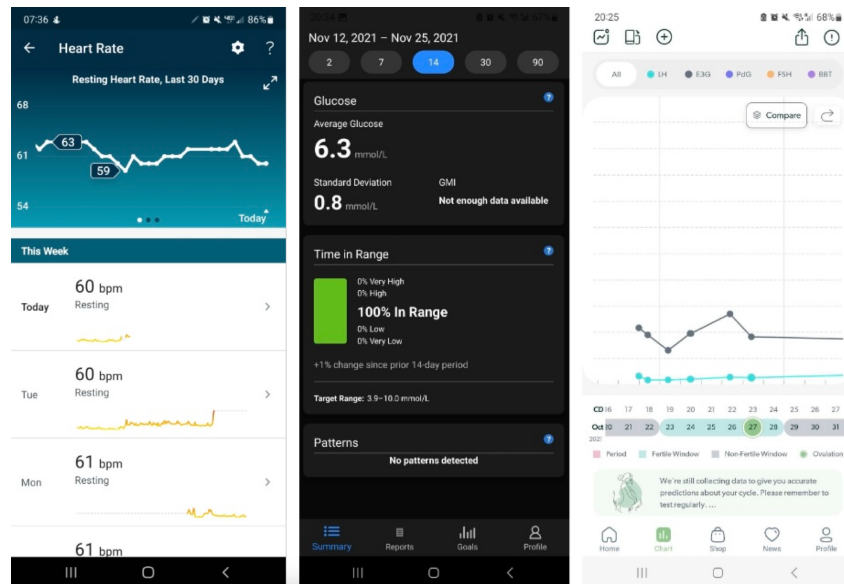 07:36
86%
Heart Rate
?
Resting Heart Rate, Last 30 Days
68
63
61
59
54
Today
This Week
60 bpm
Today
Resting
60 bpm
Tue
Resting
61 bpm
Mon
Resting
61 bpm
20:34
67%
Nov 12, 2021 – Nov 25, 2021
2 7 14 30 90
Glucose
?
Average Glucose
6.3 mmol/L
Standard Deviation GMI
0.8 mmol/L Not enough data available
Time in Range
?
0% Very High
0% High
100% In Range
0% Low
0% Very Low
+1% change since prior 14-day period
Target Range: 3.9–10.0 mmol/L
Patterns
?
No patterns detected
Summary Reports Goals Profile
20:25
68%
All LH E3G PdG FSH BBT
Compare
CD 16 17 18 19 20 21 22 23 24 25 26 27
Oct 20 21 22 23 24 25 26 27 28 29 30 31
2021
Period Fertile Window Non-Fertile Window Ovulation
We're still collecting data to give you accurate
predictions about your cycle. Please remember to
test regularly. ...
Home Chart Shop News Profile